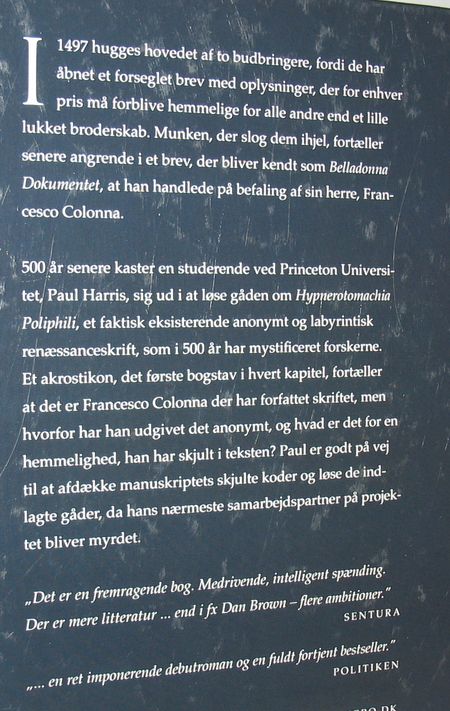 I 1497 hugges hovedet af to budbringere, fordi de har
åbnet et forseglet brev med oplysninger, der for enhver
pris må forblive hemmelige for alle andre end et lille
lukket broderskab. Munken, der slog dem ihjel, fortæller
senere angrende i et brev, der bliver kendt som Belladonna
Dokumentet, at han handlede på befaling af sin herre, Fran-
cesco Colonna.
500 år senere kaster en studerende ved Princeton Universi-
tet, Paul Harris, sig ud i at løse gåden om Hypnerotomachia
Poliphili, et faktisk eksisterende anonymt og labyrintisk
renæssanceskrift, som i 500 år har mystificeret forskerne.
Et akrostikon, det første bogstav i hvert kapitel, fortæller
at det er Francesco Colonna der har forfattet skriftet, men
hvorfor har han udgivet det anonymt, og hvad er det for en
hemmelighed, han har skjult i teksten? Paul er godt på vej
til at afdække manuskriptets skjulte koder og løse de ind-
lagte gåder, da hans nærmeste samarbejdspartner på projek-
tet bliver myrdet.
„Det er en fremragende bog. Medrivende, intelligent spænding.
Der er mere litteratur ... end i fx Dan Brown – flere ambitioner.”
SENTURA
„... en ret imponerende debutroman og en fuldt fortjent bestseller.”
POLITIKEN